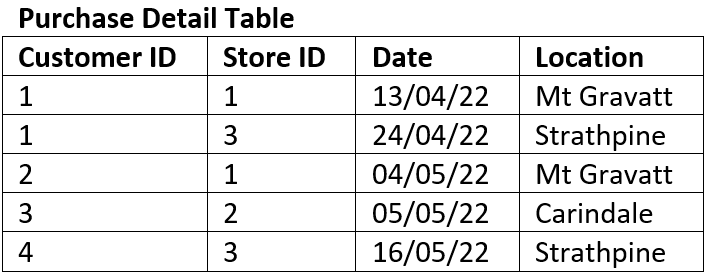 Purchase Detail Table
Customer ID Store ID Date Location
1 1 13/04/22 Mt Gravatt
1 3 24/04/22 Strathpine
2 1 04/05/22 Mt Gravatt
3 2 05/05/22 Carindale
4 3 16/05/22 Strathpine